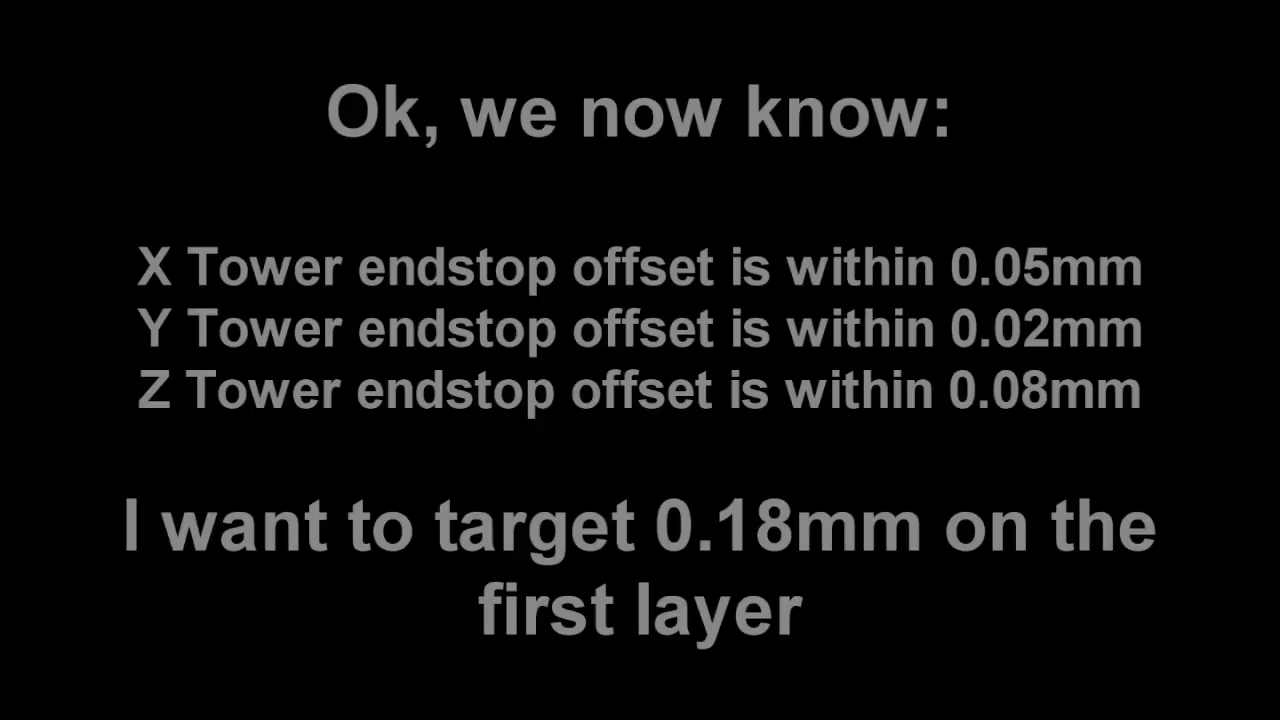 Ok, we now know:
X Tower endstop offset is within 0.05mm
Y Tower endstop offset is within 0.02mm
Z Tower endstop offset is within 0.08mm
I want to target 0.18mm on the
first layer